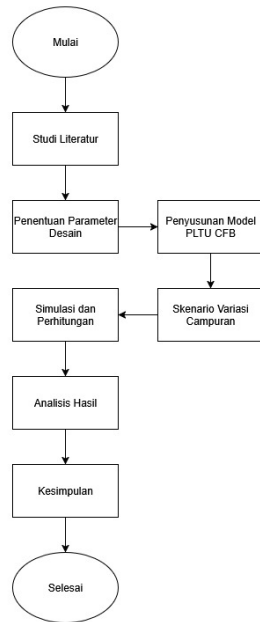 Mulai
Studi Literatur
Penentuan Parameter
Desain
Penyusunan Model
PLTU CFB
Skenario Variasi
Campuran
Simulasi dan
Perhitungan
Analisis Hasil
Kesimpulan
Selesai